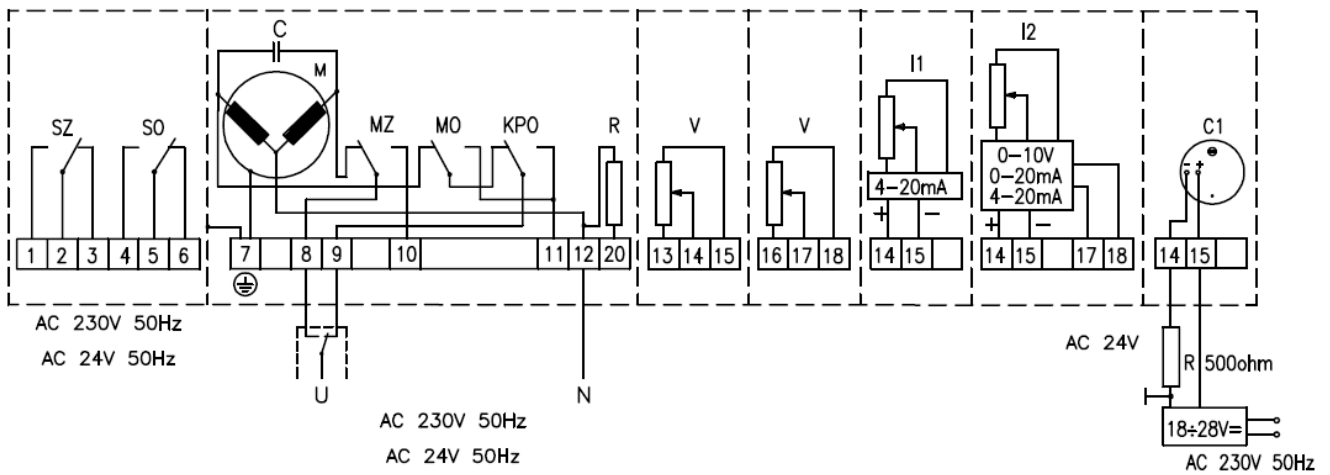 C
M
I1
I2
SZ SO MZ MO KPO R V V C1
- +
4-20mA
0-10V
0-20mA
4-20mA
+ - + -
1 2 3 4 5 6 7 8 9 10 11 12 20 13 14 15 16 17 18 14 15 14 15 17 18 14 15
AC 230V 50Hz
AC 24V 50Hz
U N
AC 230V 50Hz
AC 24V 50Hz
AC 24V
R 500ohm
18÷28V=
AC 230V 50Hz